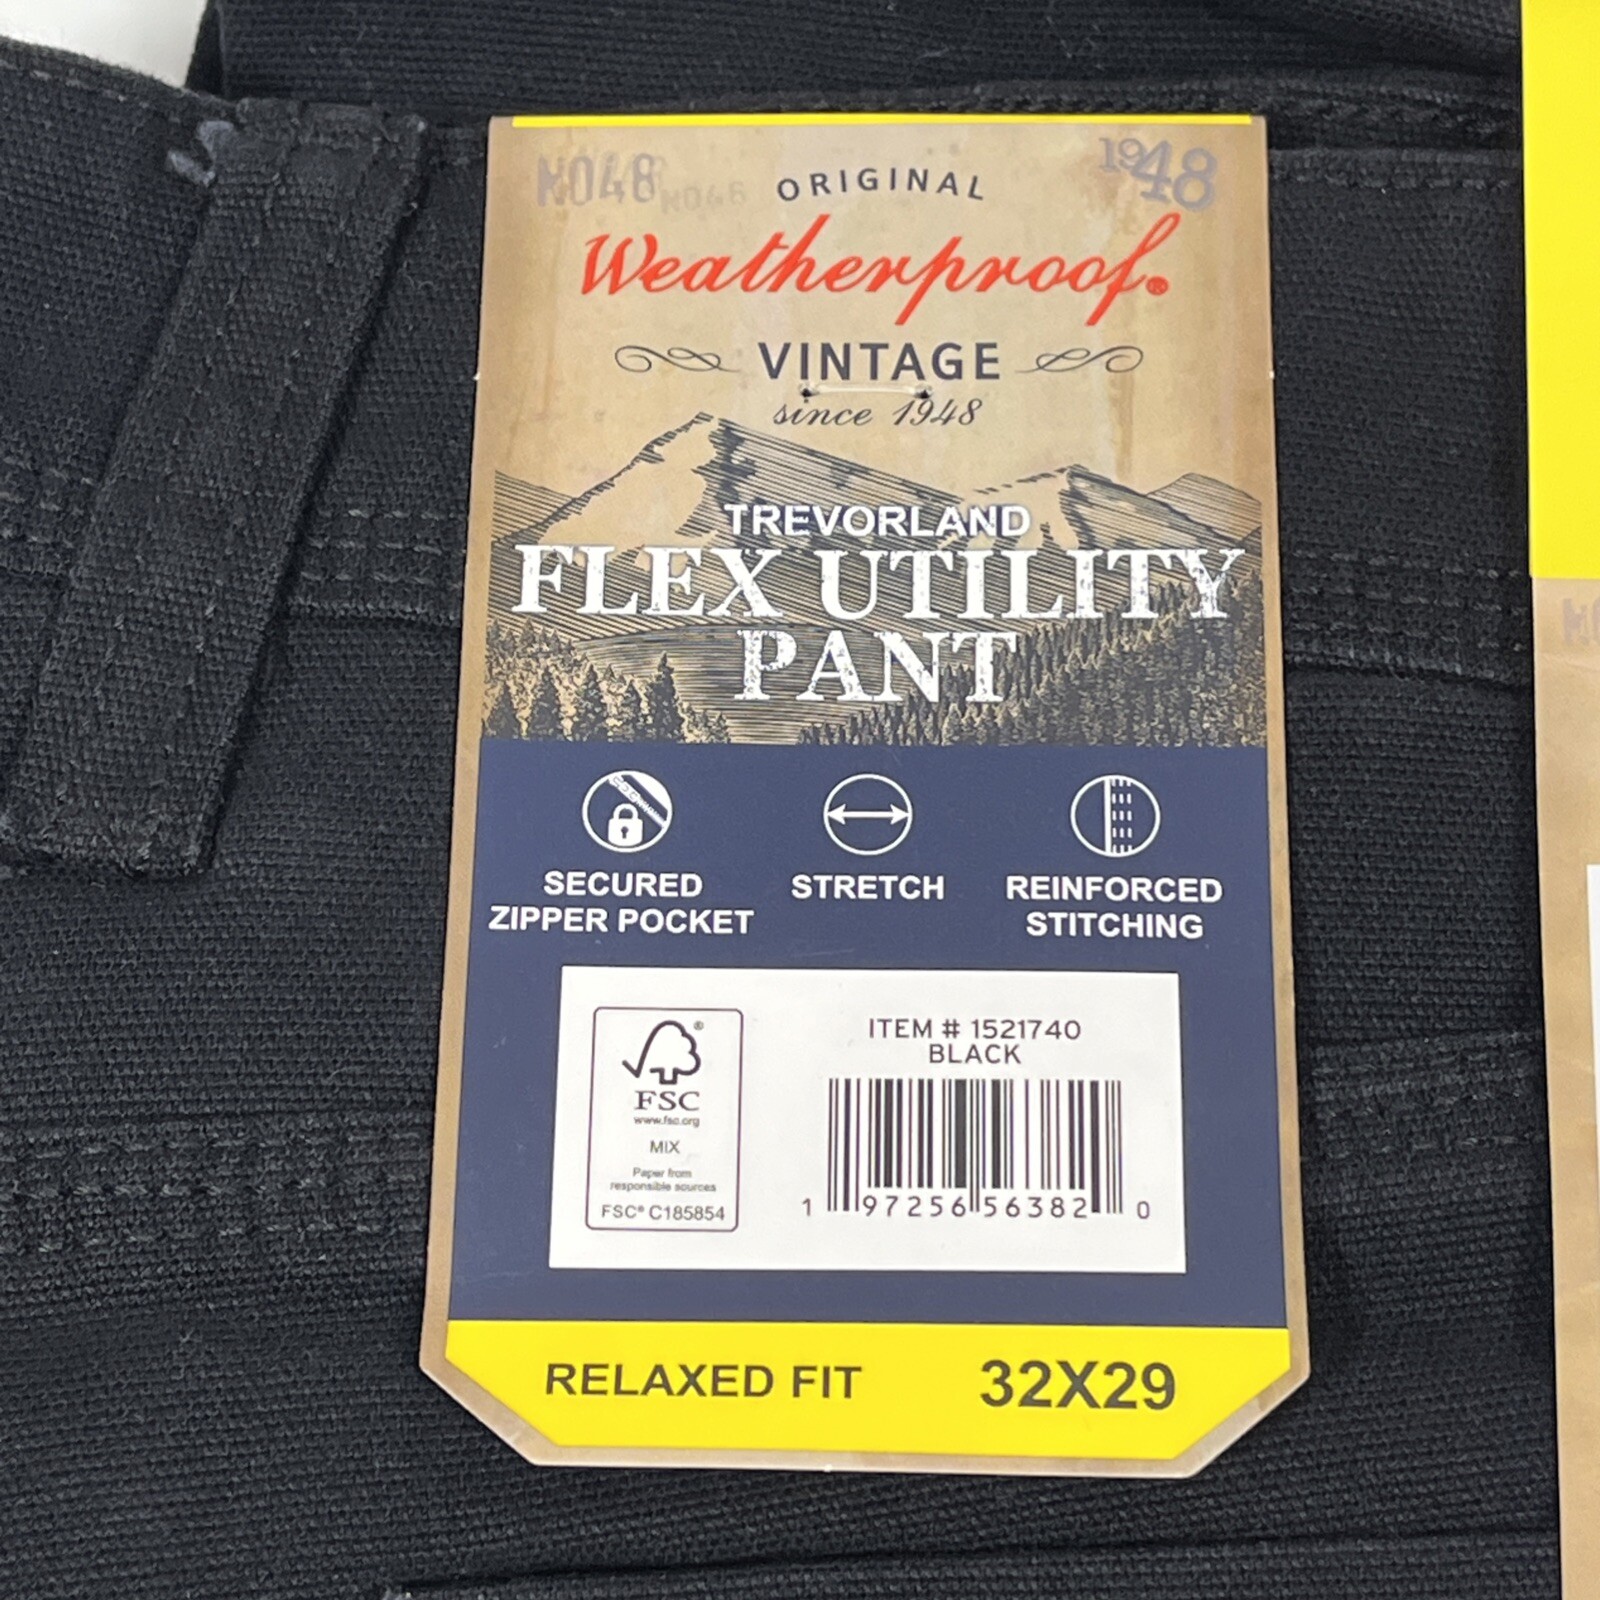 N048 N048
ORIGINAL
1948
Weatherproof®
VINTAGE
since 1948
TREVORLAND
FLEX UTILITY
PANT
SECURED
ZIPPER POCKET
STRETCH
REINFORCED
STITCHING
FSC®
www.fsc.org
MIX
Paper from
responsible sources
FSC® C185854
ITEM # 1521740
BLACK
1 97256 56382 0
RELAXED FIT
32X29